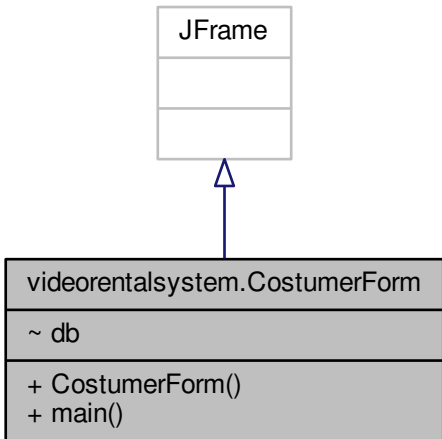 JFrame
videorentalsystem.CostumerForm
~ db
+ CostumerForm()
+ main()